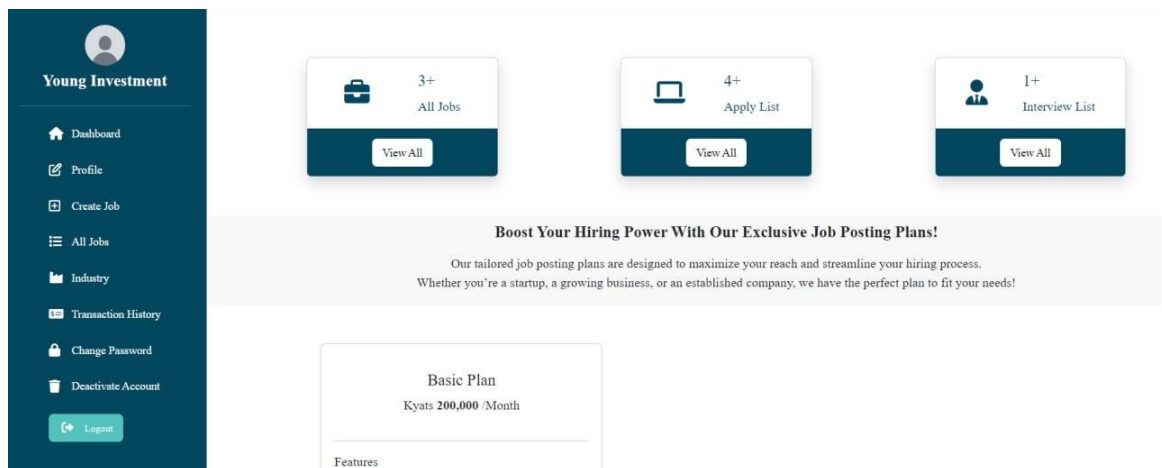 Young Investment
Dashboard
Profile
Create Job
All Jobs
Industry
Transaction History
Change Password
Deactivate Account
Logout
3+
All Jobs
View All
4+
Apply List
View All
1+
Interview List
View All
Boost Your Hiring Power With Our Exclusive Job Posting Plans!
Our tailored job posting plans are designed to maximize your reach and streamline your hiring process.
Whether you're a startup, a growing business, or an established company, we have the perfect plan to fit your needs!
Basic Plan
Kyats 200,000 /Month
Features